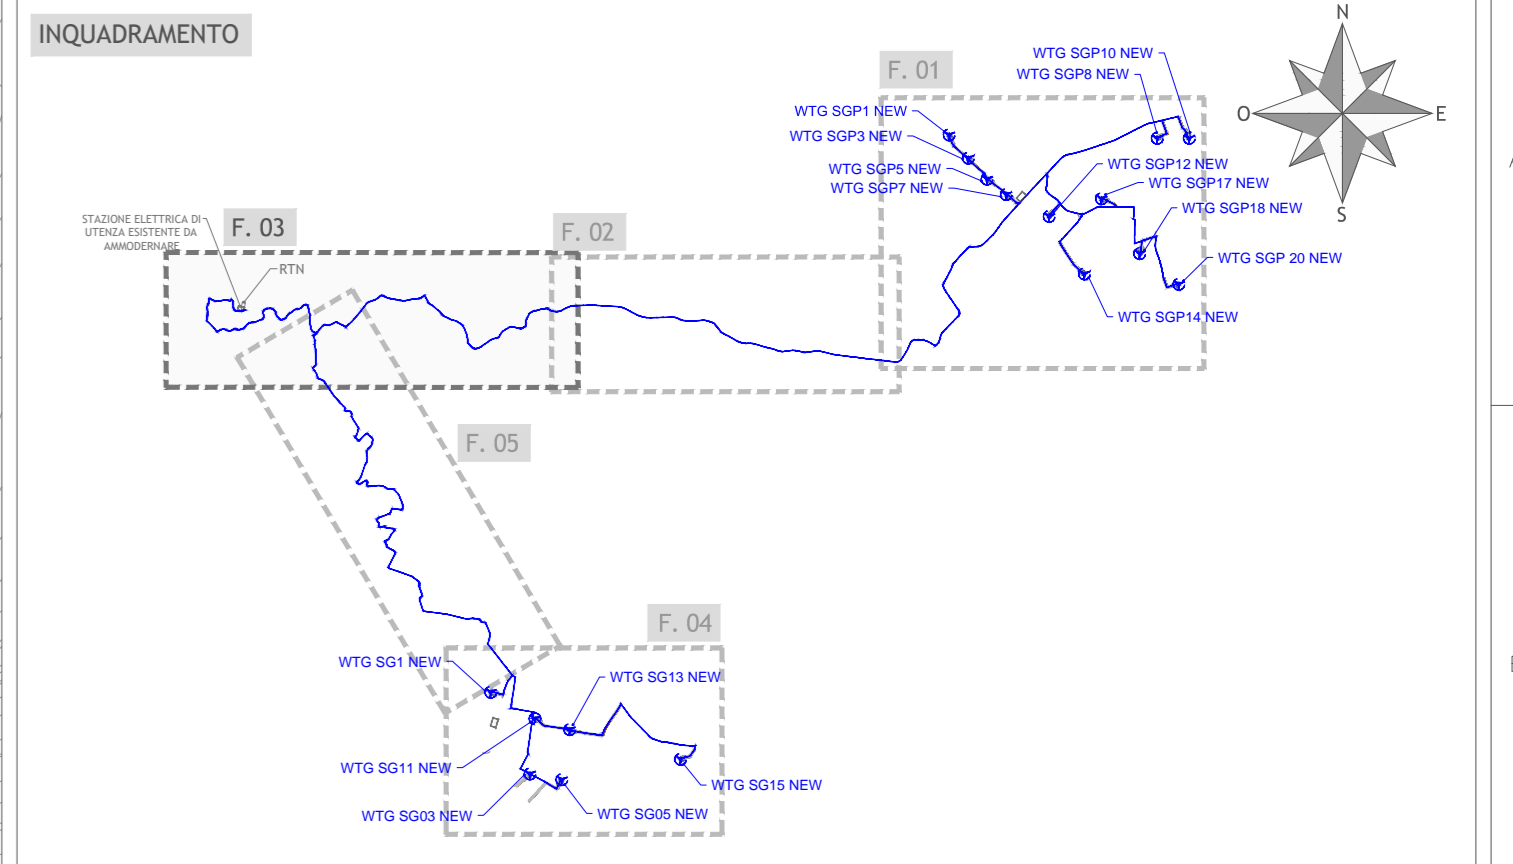 INQUADRAMENTO
N
O
E
S
F. 01
WTG SGP10 NEW
WTG SGP8 NEW
WTG SGP1 NEW
WTG SGP3 NEW
WTG SGP5 NEW
WTG SGP7 NEW
WTG SGP12 NEW
WTG SGP17 NEW
WTG SGP18 NEW
WTG SGP 20 NEW
WTG SGP14 NEW
STAZIONE ELETTRICA DI
UTENZA ESISTENTE DA
AMMODERNARE
F. 03
RTN
F. 02
F. 05
F. 04
WTG SG1 NEW
WTG SG13 NEW
WTG SG11 NEW
WTG SG15 NEW
WTG SG03 NEW
WTG SG05 NEW